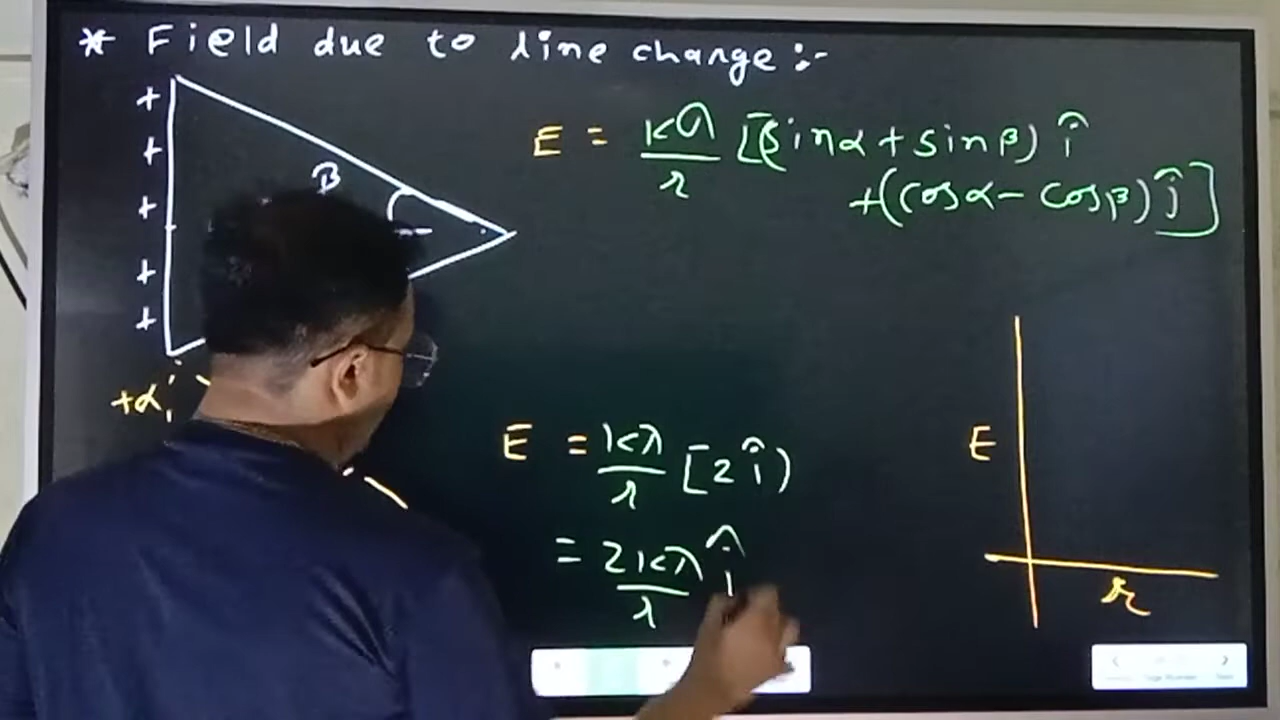 * Field due to line change :-
+
+
+
+
+
B
E = kλ/r [(sinα + sinβ) î
+(cosα - cosβ) ĵ]
+α
E = kλ/r [2 î)
= 2kλ/r î
E
r